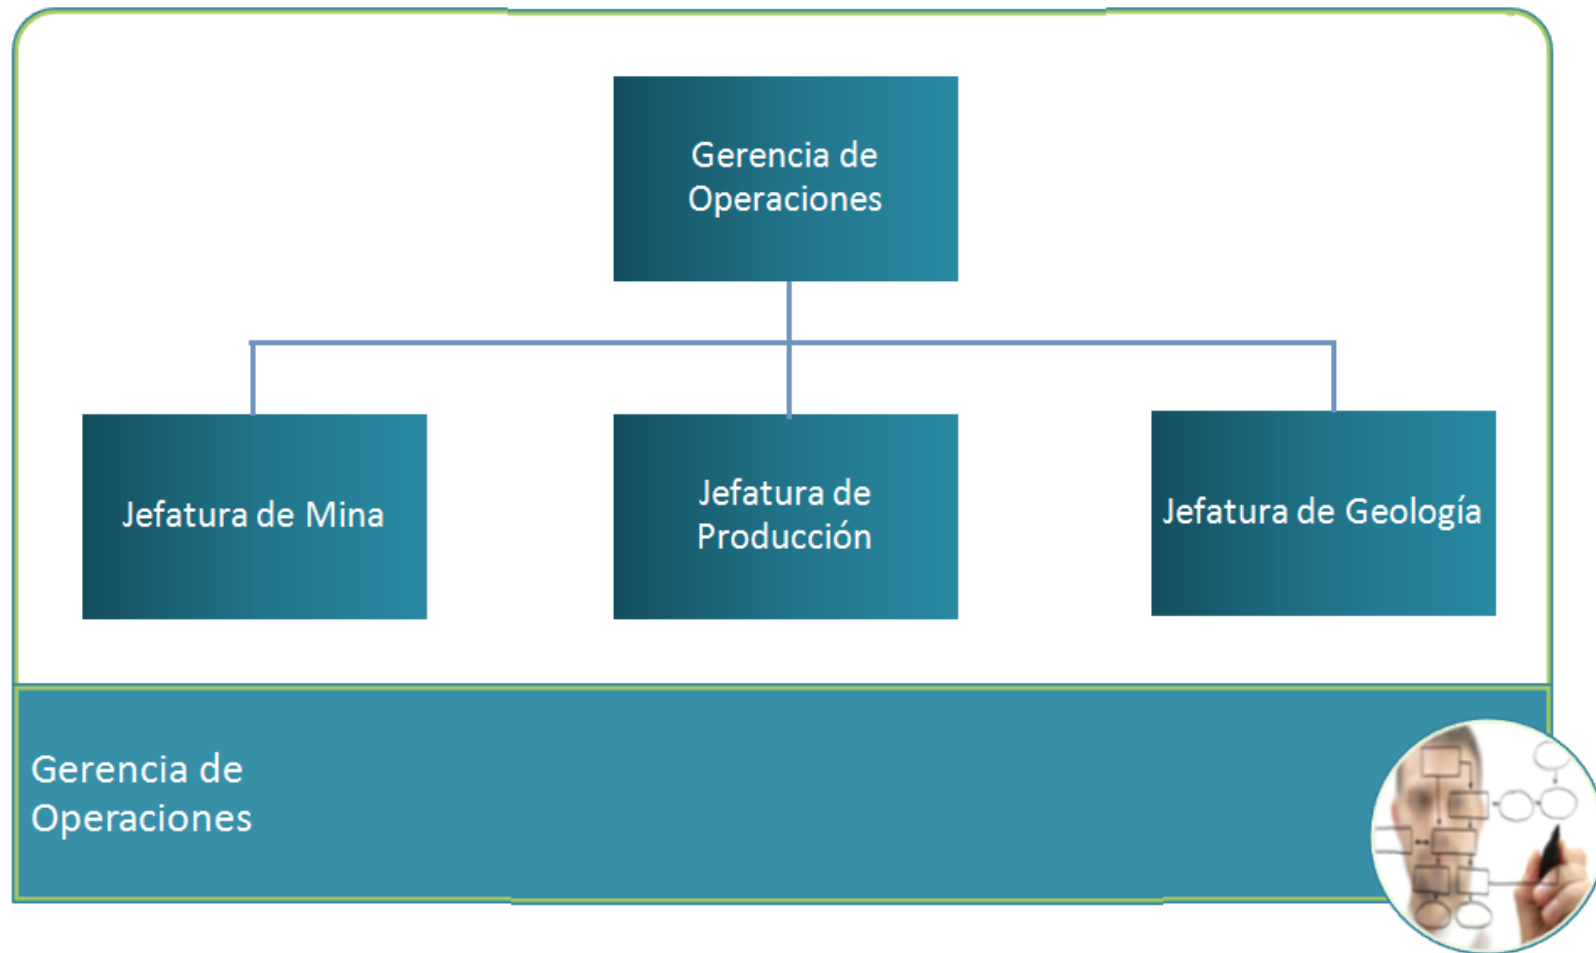 Gerencia de
Operaciones
Jefatura de Mina
Jefatura de
Producción
Jefatura de Geología
Gerencia de
Operaciones